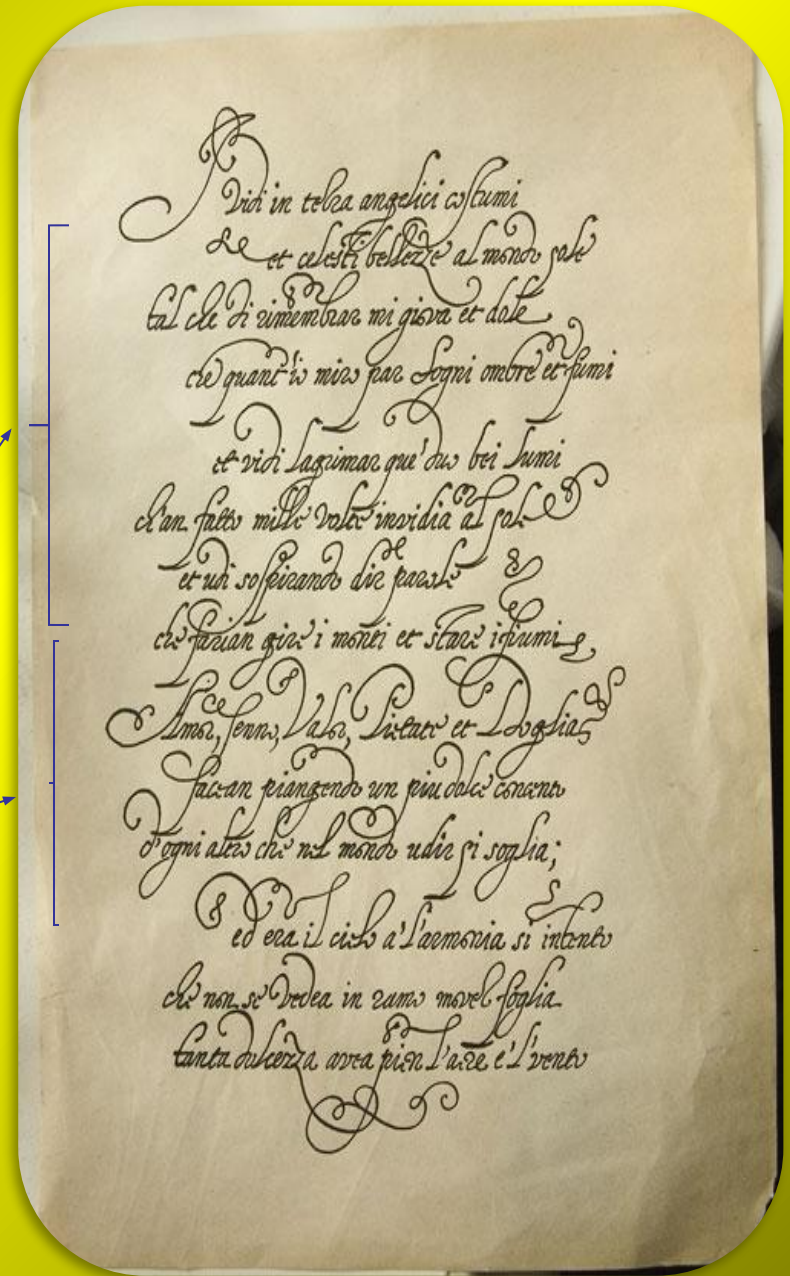 I vidi in terra angelici costumi
et celesti bellezze al mondo sole
tal che di rimembrar mi giova et dole
che quant'io miro par sogni ombre et fumi
et vidi lagrimar que' duo bei lumi
ch'an fatto mille volte invidia al sole
et udi sospirando dir parole
che farian gire i monti et stare i fiumi
Amor, Senno, Valor, Pietate et Doglia
facean piangendo un piu dolce concento
d'ogni altro che nel mondo udir si soglia;
ed era il cielo a l'armonia si intento
che non se vedea in ramo mover foglia
tanta dolcezza avea pien l'aere e 'l vento